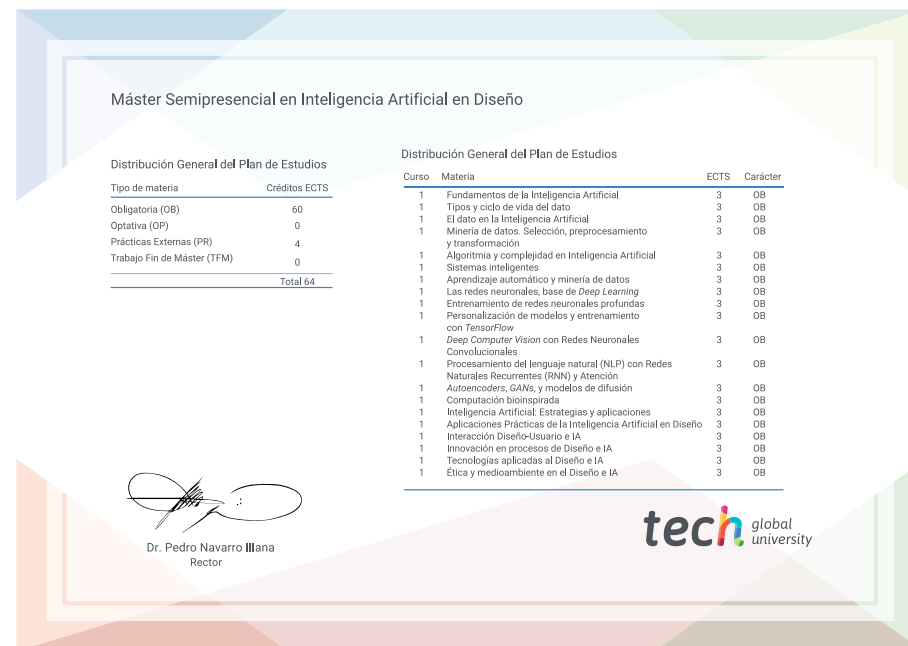 Máster Semipresencial en Inteligencia Artificial en Diseño
Distribución General del Plan de Estudios
Tipo de materia Créditos ECTS
Obligatoria (OB) 60
Optativa (OP) 0
Prácticas Externas (PR) 4
Trabajo Fin de Máster (TFM) 0
Total 64
Distribución General del Plan de Estudios
Curso Materia ECTS Carácter
1 Fundamentos de la Inteligencia Artificial 3 OB
1 Tipos y ciclo de vida del dato 3 OB
1 El dato en la Inteligencia Artificial 3 OB
1 Minería de datos. Selección, preprocesamiento 3 OB
y transformación
1 Algoritmia y complejidad en Inteligencia Artificial 3 OB
1 Sistemas inteligentes 3 OB
1 Aprendizaje automático y minería de datos 3 OB
1 Las redes neuronales, base de Deep Learning 3 OB
1 Entrenamiento de redes neuronales profundas 3 OB
1 Personalización de modelos y entrenamiento 3 OB
con TensorFlow
1 Deep Computer Vision con Redes Neuronales 3 OB
Convolucionales
1 Procesamiento del lenguaje natural (NLP) con Redes 3 OB
Naturales Recurrentes (RNN) y Atención
1 Autoencoders, GANs, y modelos de difusión 3 OB
1 Computación bioinspirada 3 OB
1 Inteligencia Artificial: Estrategias y aplicaciones 3 OB
1 Aplicaciones Prácticas de la Inteligencia Artificial en Diseño 3 OB
1 Interacción Diseño-Usuario e IA 3 OB
1 Innovación en procesos de Diseño e IA 3 OB
1 Tecnologías aplicadas al Diseño e IA 3 OB
1 Ética y medioambiente en el Diseño e IA 3 OB
Dr. Pedro Navarro Illana
Rector
tech global
university